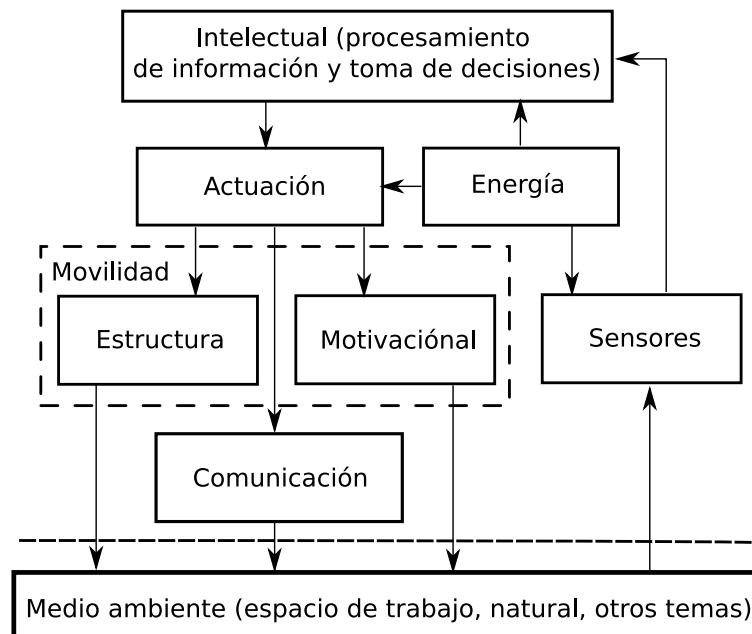 Intelectual (procesamiento
de información y toma de decisiones)
Actuación
Energía
Movilidad
Estructura
Motivaciónal
Sensores
Comunicación
Medio ambiente (espacio de trabajo, natural, otros temas)